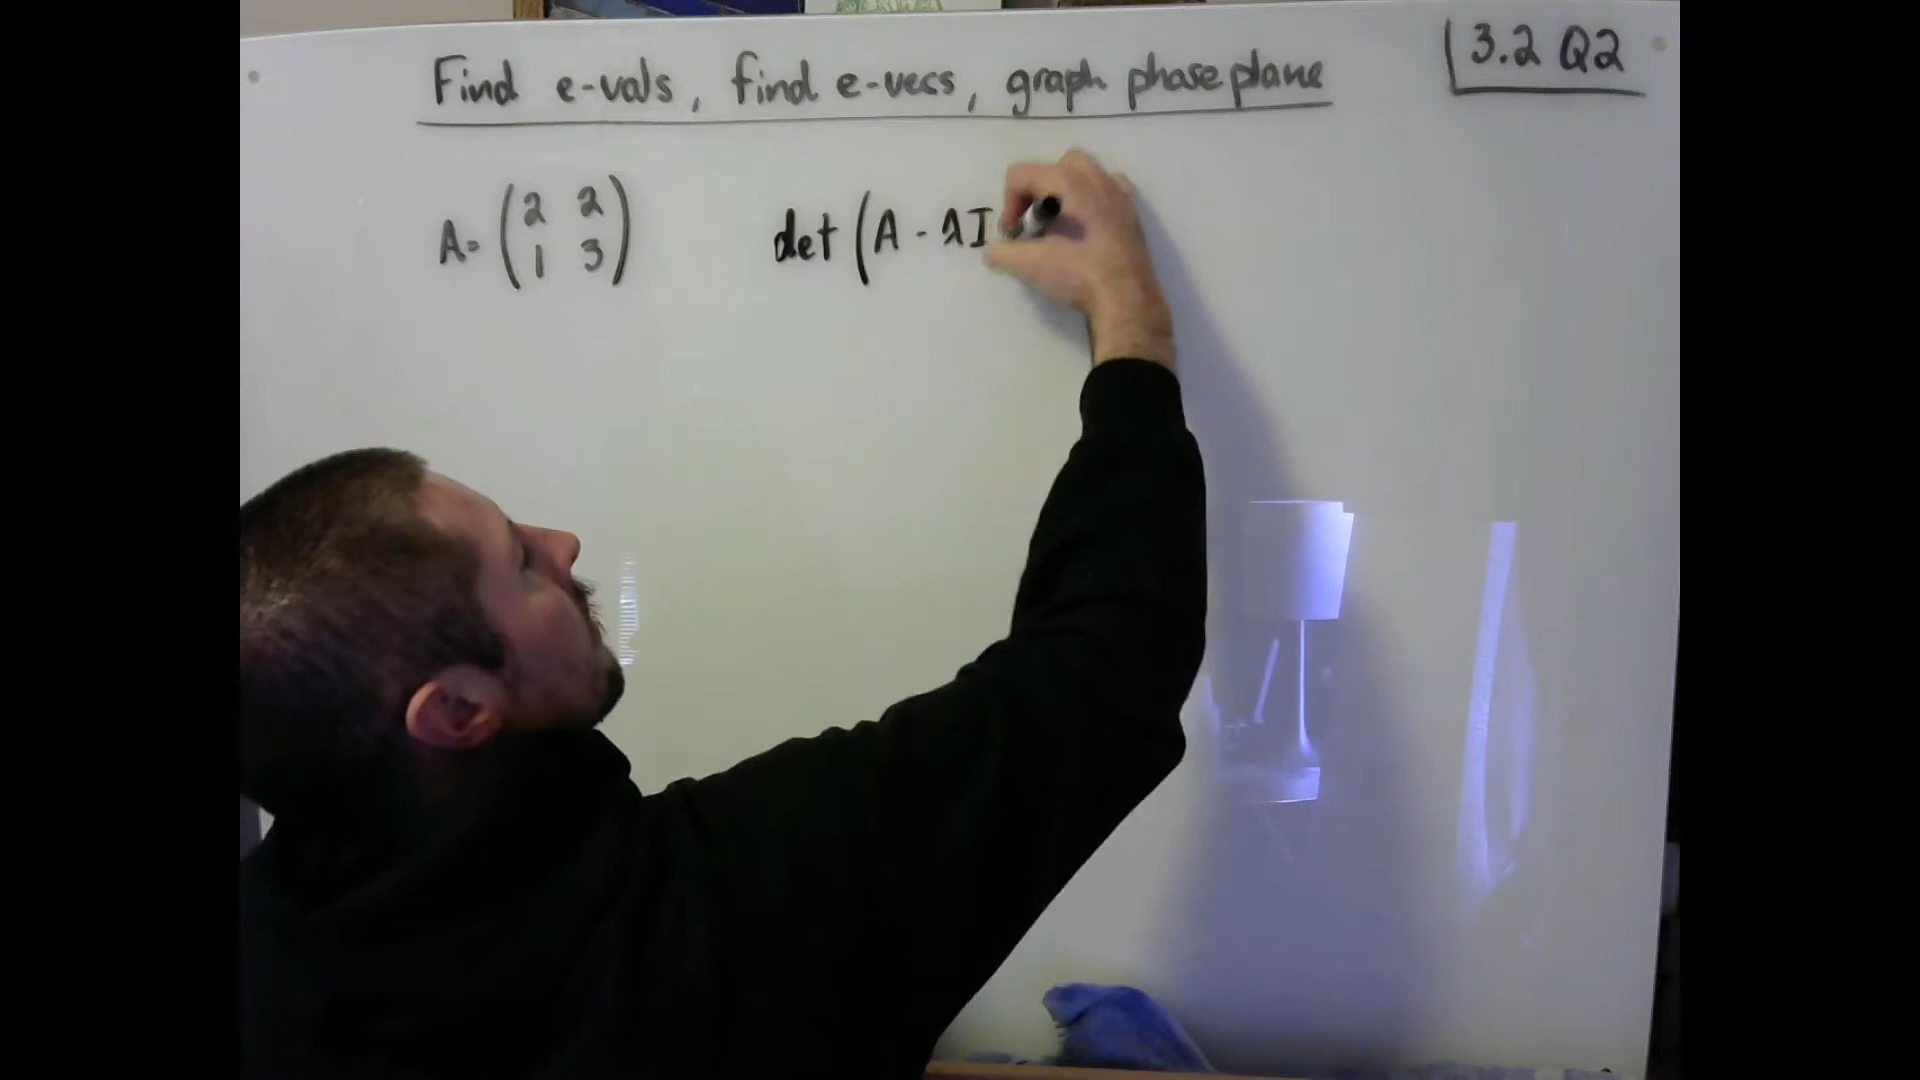 Find e-vals, find e-vecs, graph phase plane
3.2 Q2
A= (2 2
1 3)
det (A - λI